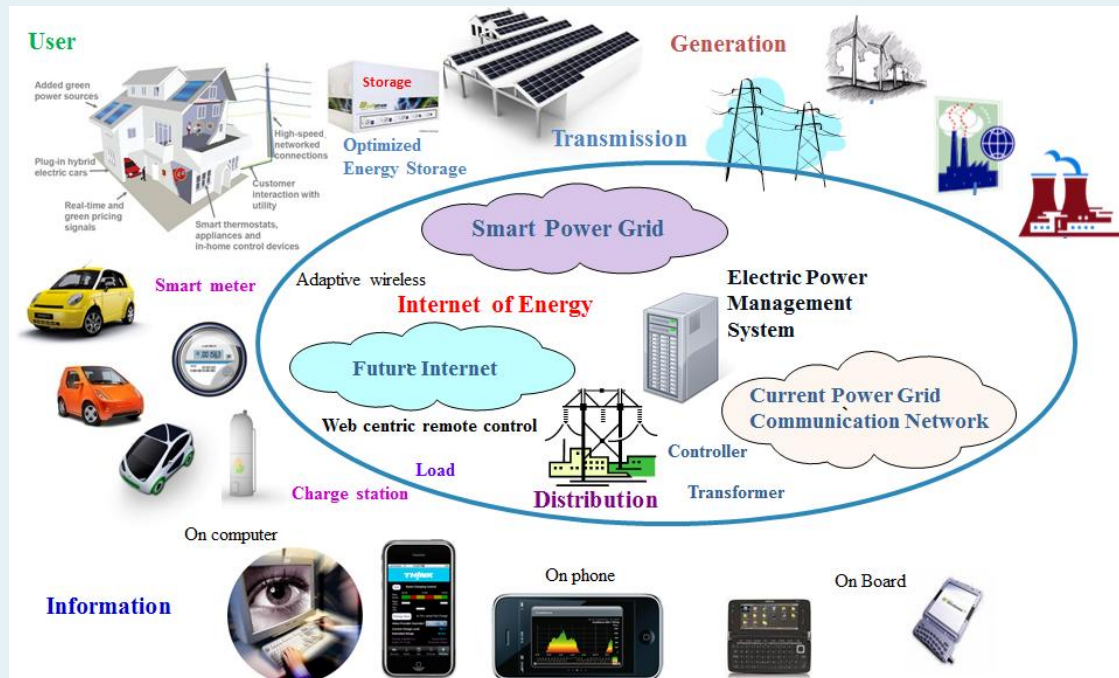 User
Generation
Added green
power sources
Storage
High-speed
networked
connections
Optimized
Energy Storage
Transmission
Plug-in hybrid
electric cars
Customer
interaction with
utility
Real-time and
green pricing
signals
Smart thermostats,
appliances and
in-home control devices
Smart Power Grid
Smart meter
Adaptive wireless
Internet of Energy
Electric Power
Management
System
Future Internet
Current Power Grid
Communication Network
Web centric remote control
Controller
Load
Charge station
Distribution
Transformer
On computer
On phone
On Board
Information
TH!NK